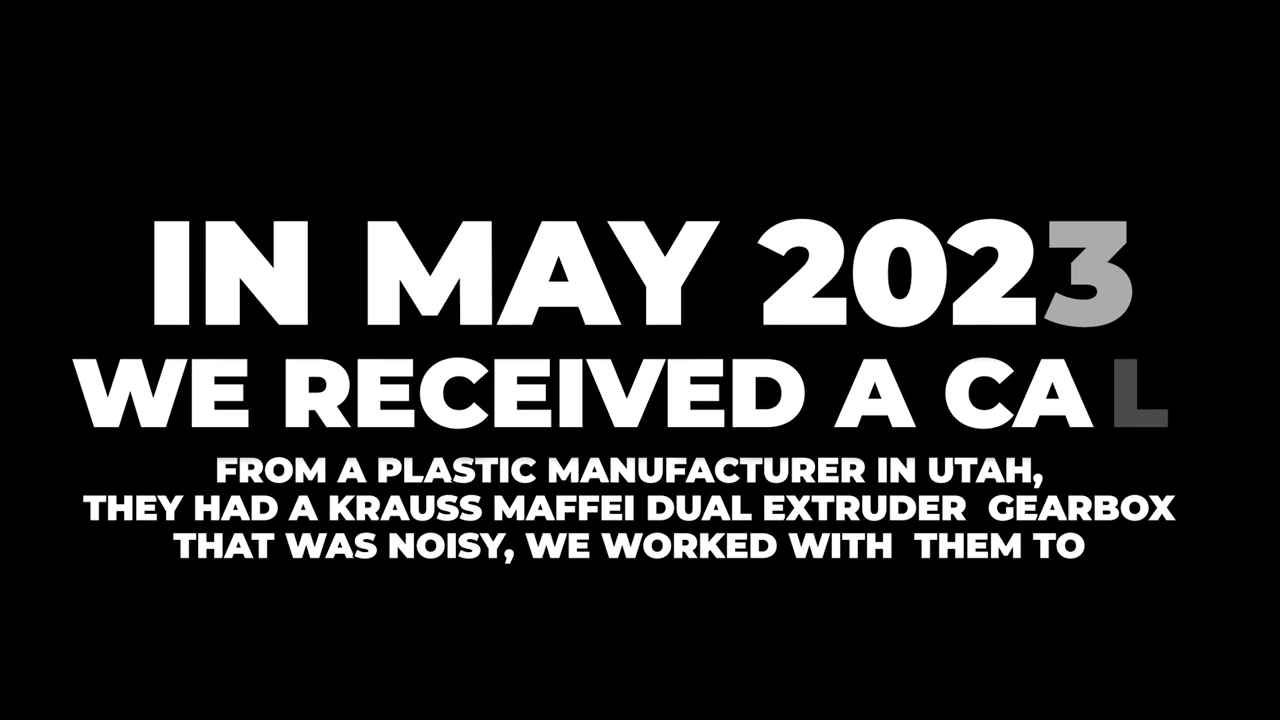 IN MAY 2023
WE RECEIVED A CAL
FROM A PLASTIC MANUFACTURER IN UTAH,
THEY HAD A KRAUSS MAFFEI DUAL EXTRUDER GEARBOX
THAT WAS NOISY, WE WORKED WITH THEM TO